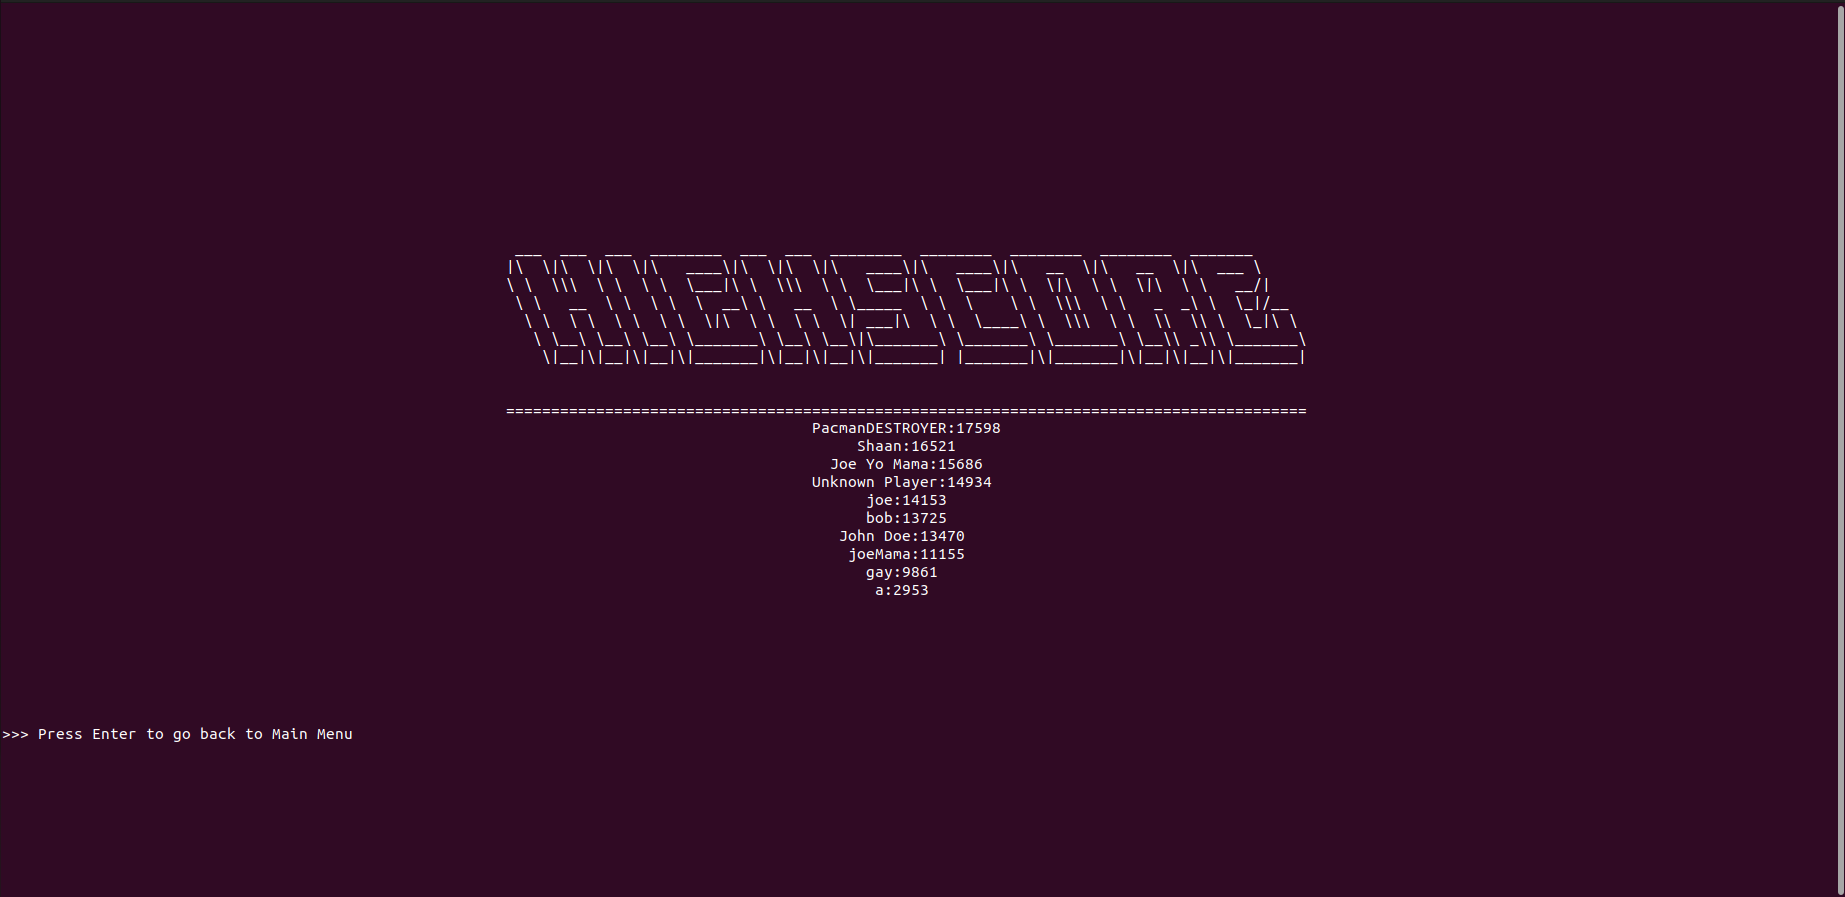 HIGHSCORE
=========================================================================================
PacmanDESTROYER:17598
Shaan:16521
Joe Yo Mama:15686
Unknown Player:14934
joe:14153
bob:13725
John Doe:13470
joeMama:11155
gay:9861
a:2953
>>> Press Enter to go back to Main Menu